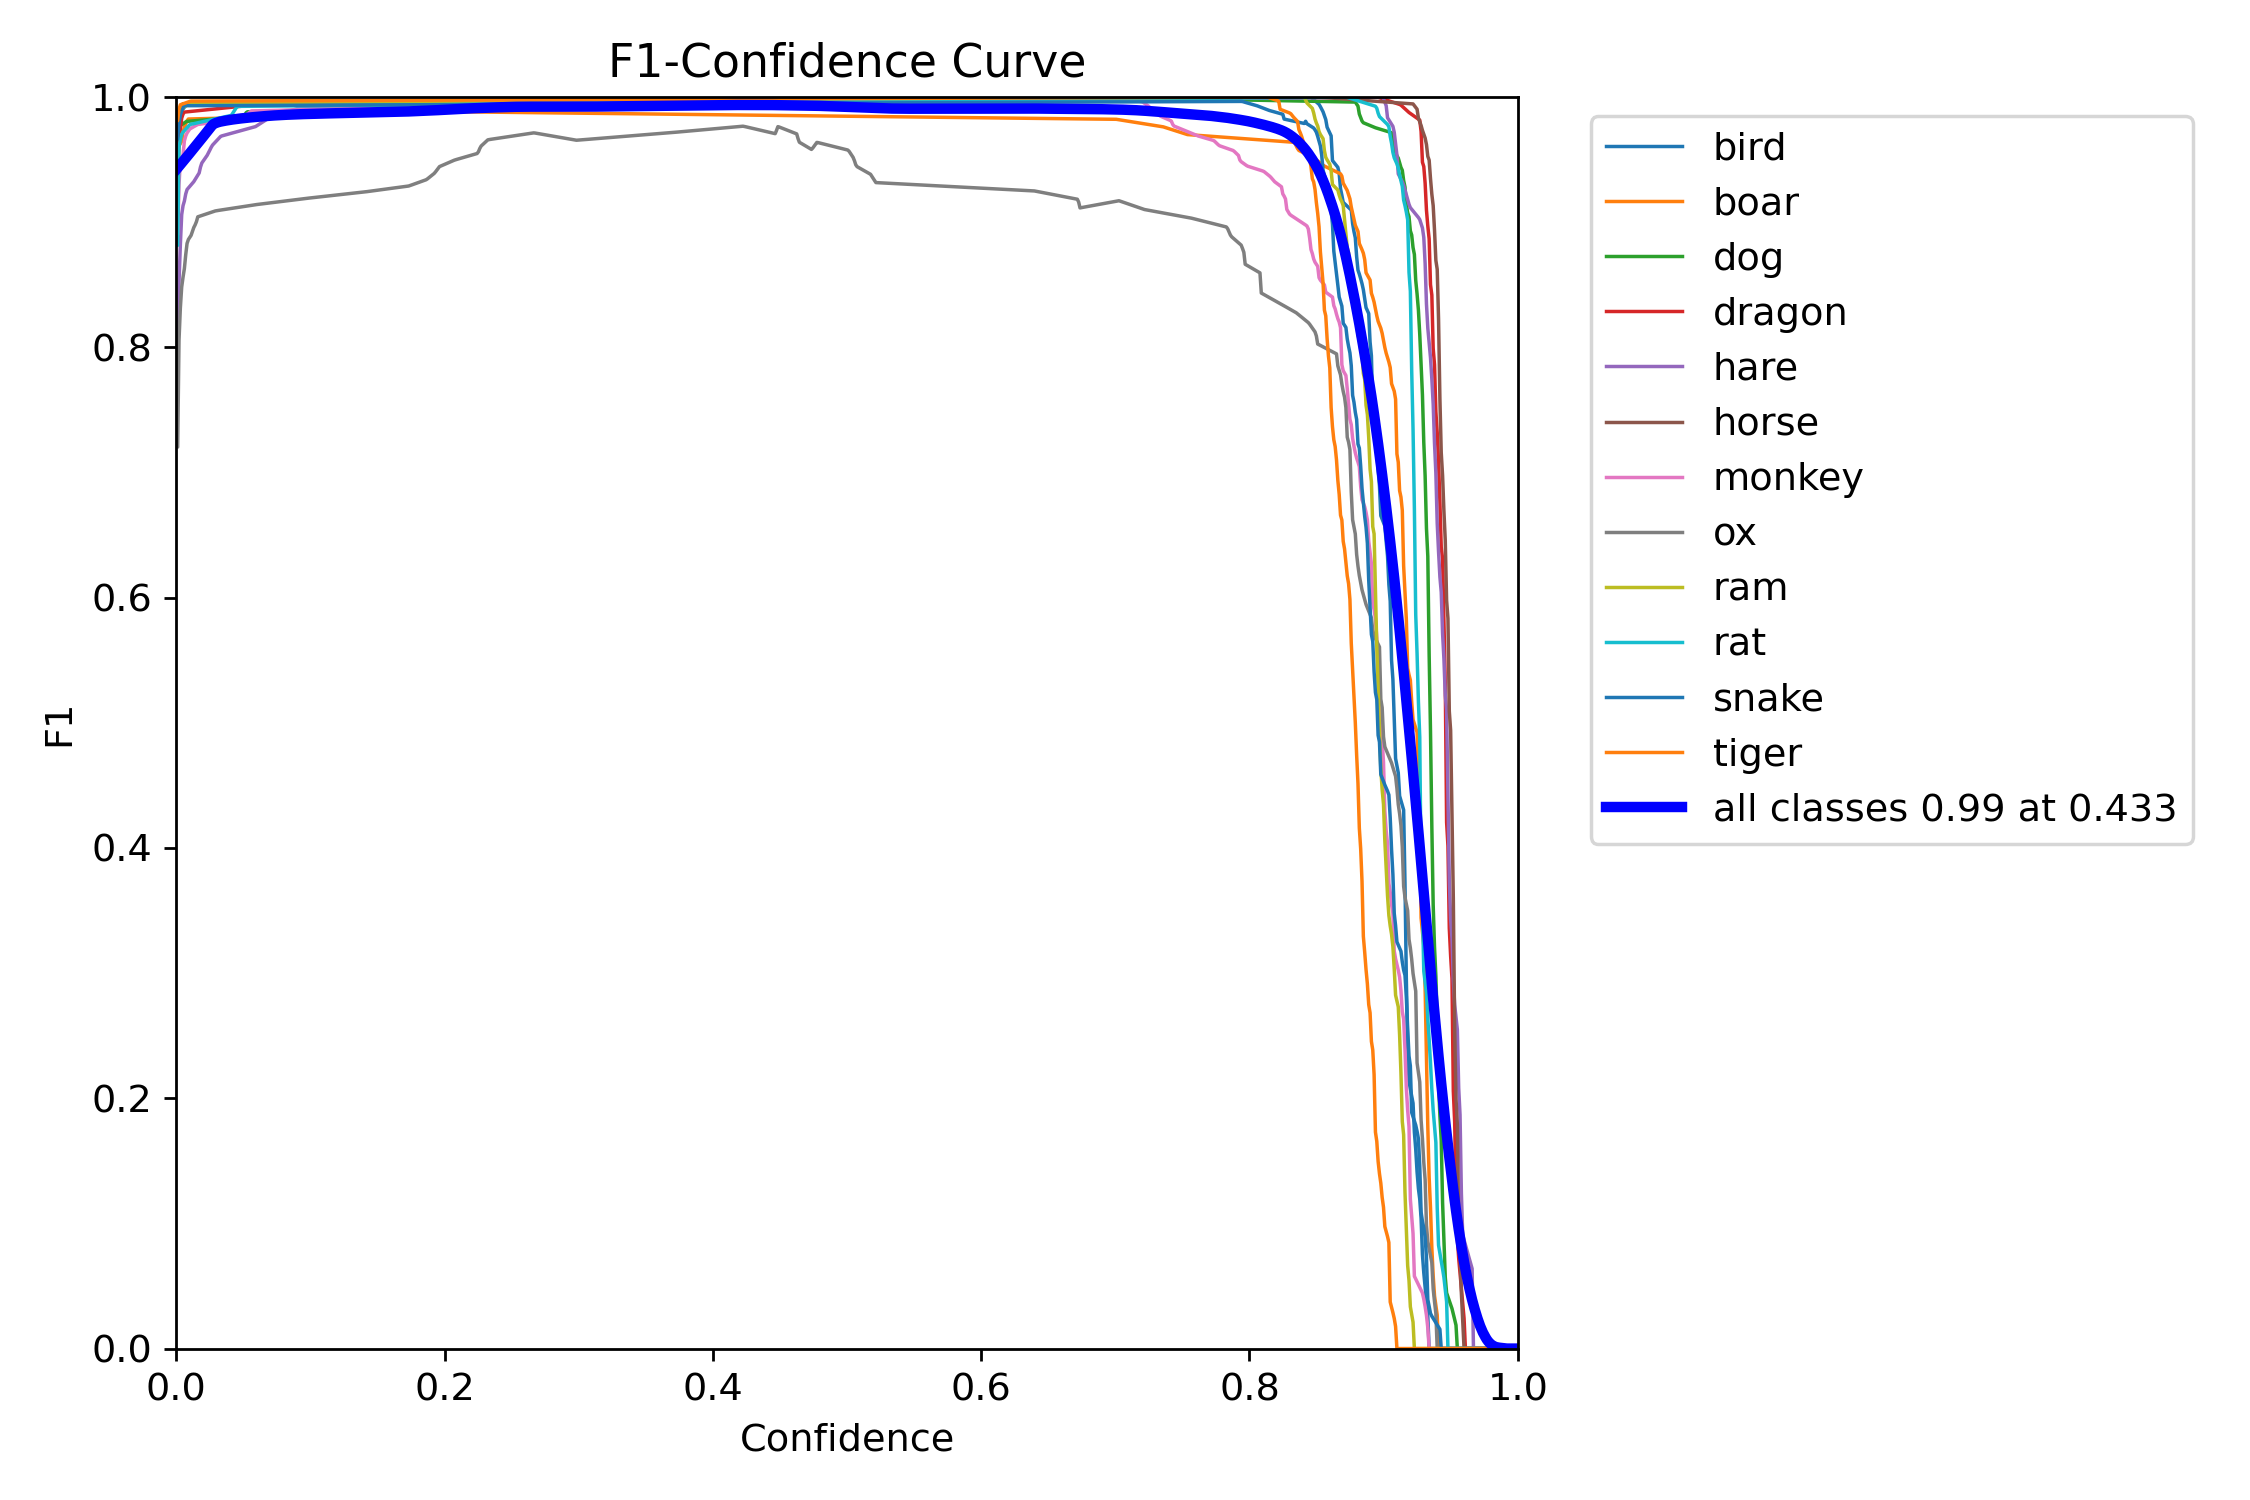 F1-Confidence Curve
1.0
0.8
0.6
0.4
0.2
0.0
F1
0.0 0.2 0.4 0.6 0.8 1.0
Confidence
bird
boar
dog
dragon
hare
horse
monkey
ox
ram
rat
snake
tiger
all classes 0.99 at 0.433